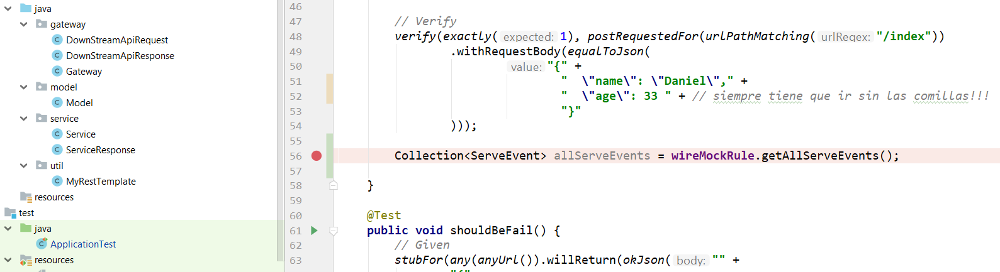 java
gateway
DownStreamApiRequest
DownStreamApiResponse
Gateway
model
Model
service
Service
ServiceResponse
util
MyRestTemplate
resources
test
java
ApplicationTest
resources
46
47 // Verify
48 verify(exactly( expected: 1), postRequestedFor(urlPathMatching( urlRegex: "/index"))
49 .withRequestBody(equalToJson(
50 value: "{" +
51 "  \"name\": \"Daniel\"," +
52 "  \"age\": 33 " + // siempre tiene que ir sin las comillas!!!
53 "}"
54 )));
55
56 Collection<ServeEvent> allServeEvents = wireMockRule.getAllServeEvents();
57
58 }
59
60 @Test
61 public void shouldBeFail() {
62 // Given
63 stubFor(any(anyUrl()).willReturn(okJson( body: "" +